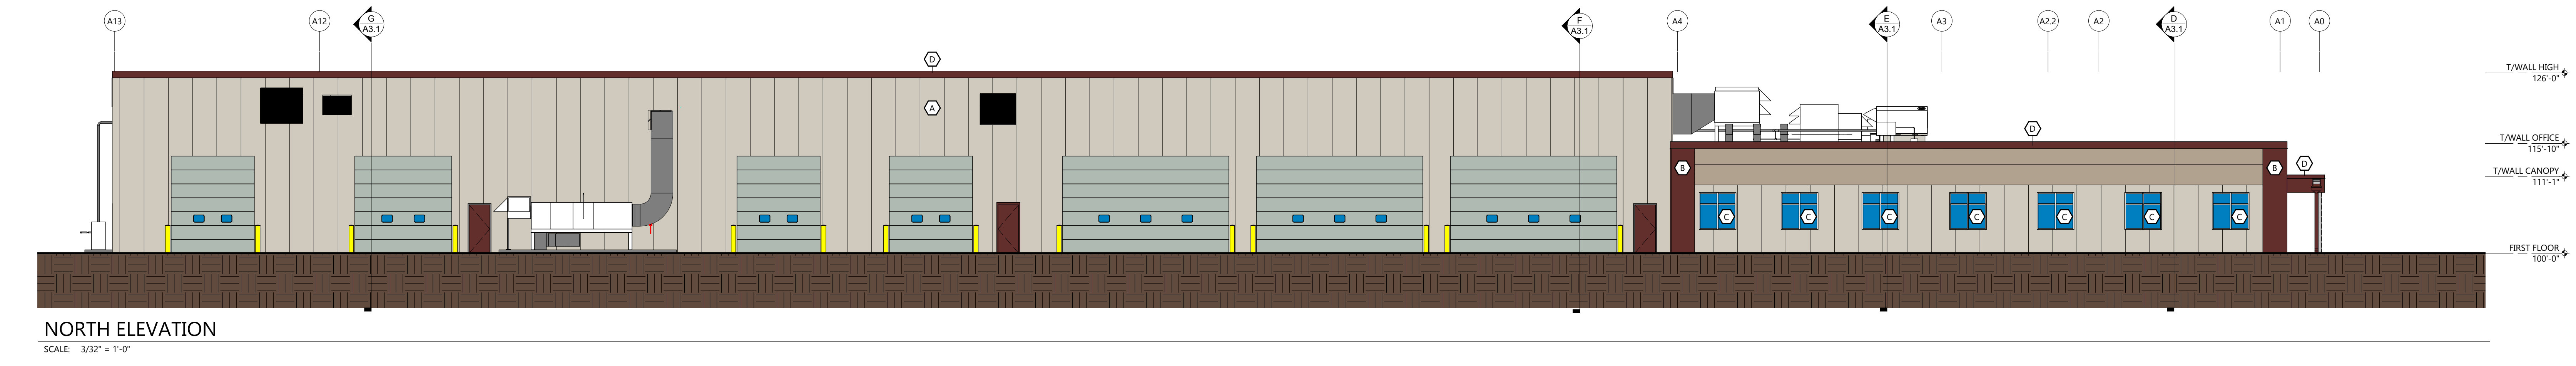 A13
A12
G
A3.1
F
A3.1
A4
E
A3.1
A3
A2.2
A2
D
A3.1
A1
A0
D
T/WALL HIGH
126'-0"
A
D
T/WALL OFFICE
115'-10"
B
B
D
T/WALL CANOPY
111'-1"
C
C
C
C
C
C
C
FIRST FLOOR
100'-0"
NORTH ELEVATION
SCALE: 3/32" = 1'-0"